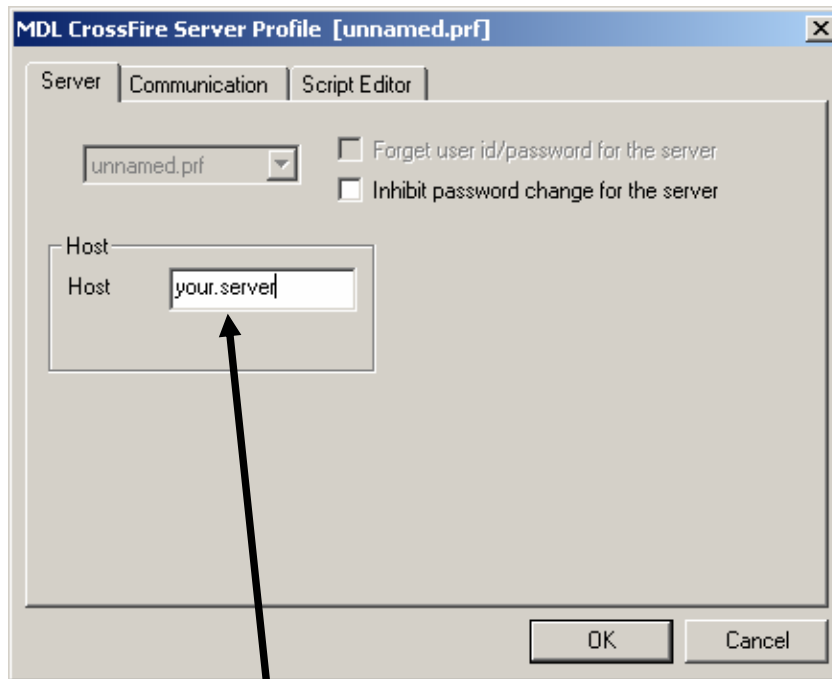 MDL CrossFire Server Profile [unnamed.prf]
Server Communication Script Editor
unnamed.prf
Forget user id/password for the server
Inhibit password change for the server
Host
Host your.server
OK Cancel